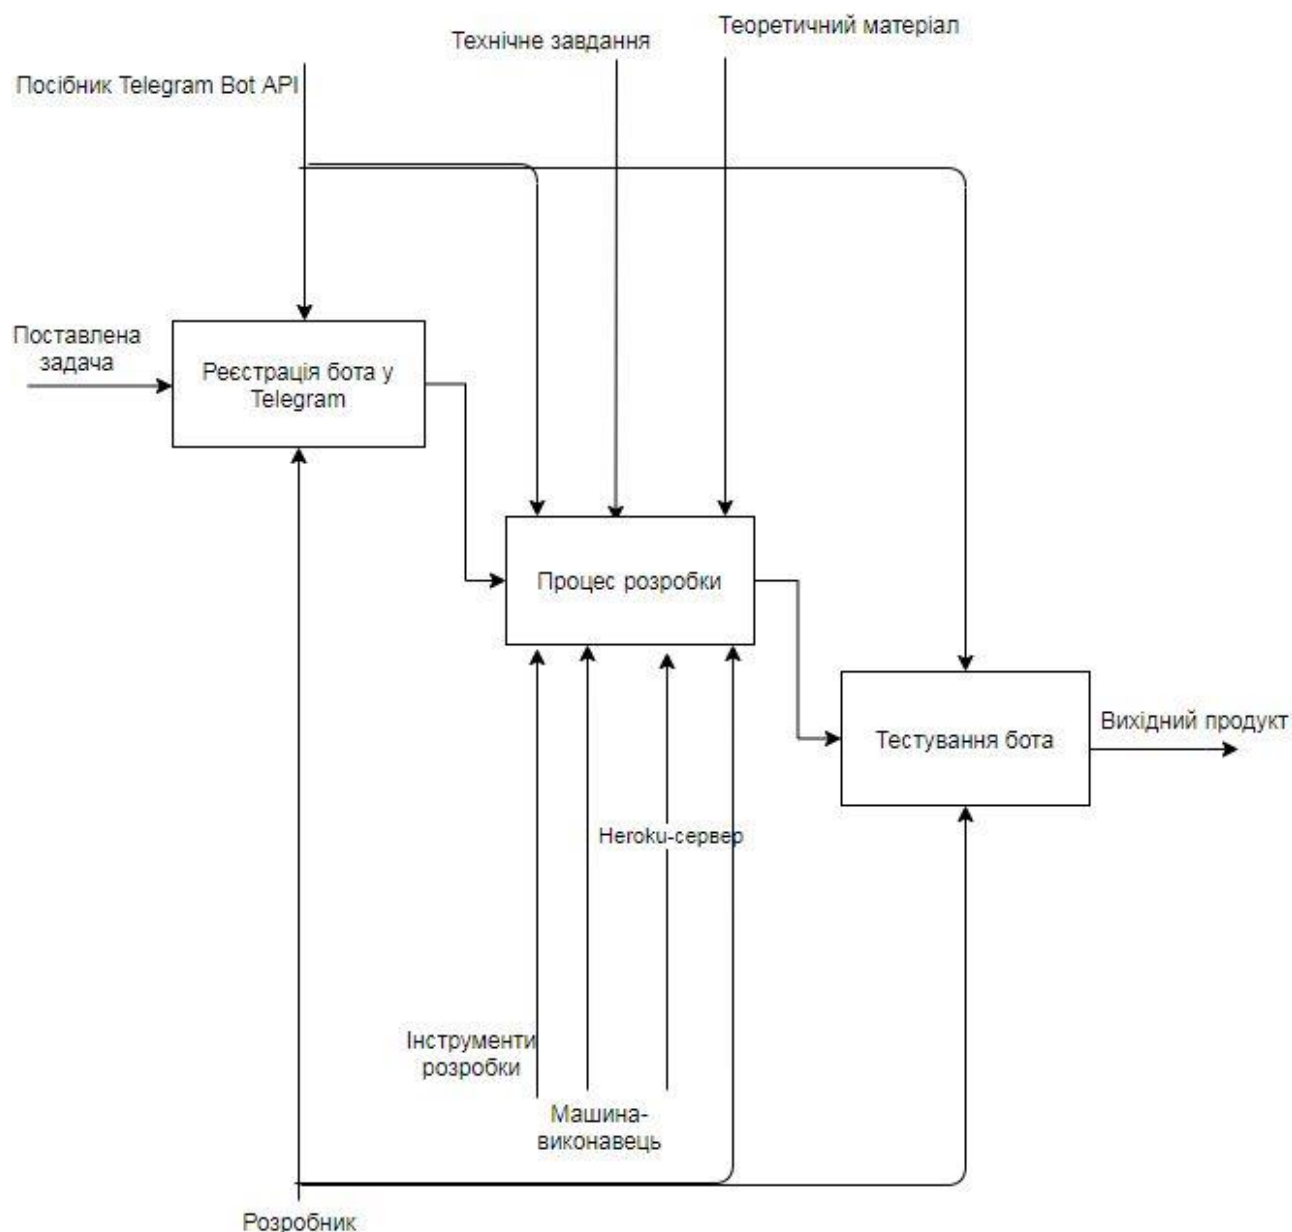 Теоретичний матеріал
Технічне завдання
Посібник Telegram Bot API
Поставлена
задача
Реєстрація бота у
Telegram
Процес розробки
Вихідний продукт
Тестування бота
Heroku-сервер
Інструменти
розробки
Машина-
виконавець
Розробник